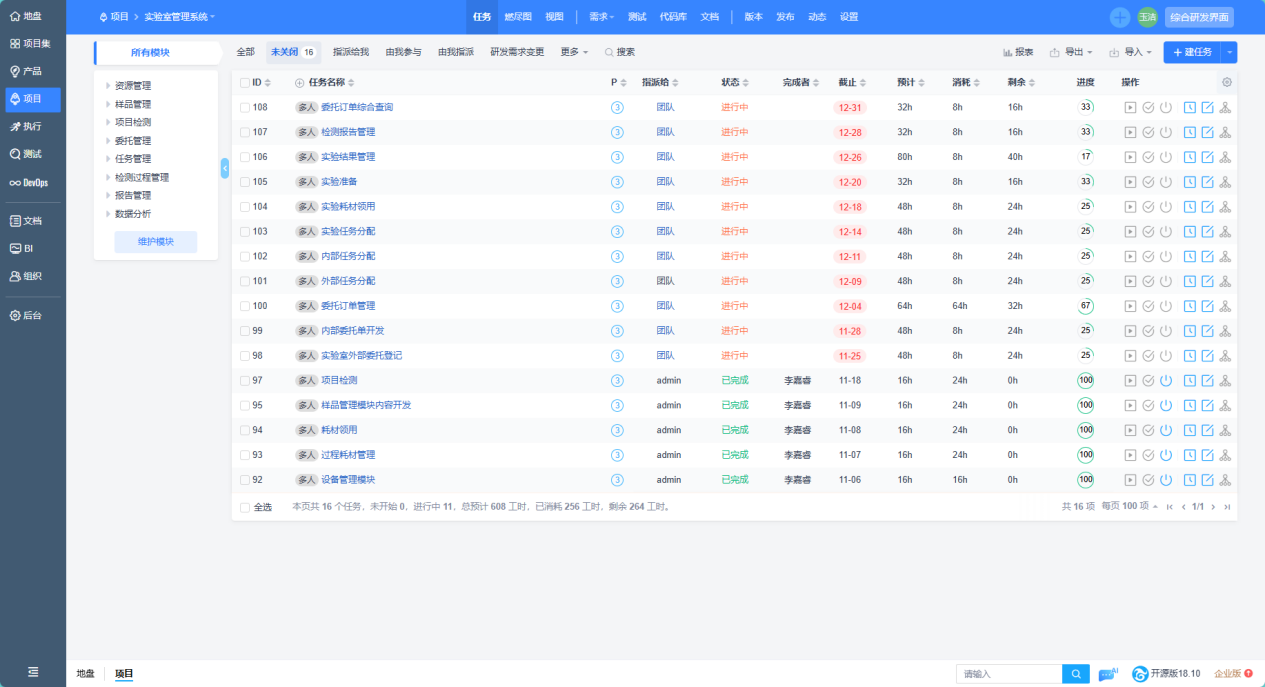 地盘
项目集
产品
项目
执行
测试
DevOps
文档
BI
组织
后台
项目 > 实验室管理系统
任务 燃尽图 视图 需求 测试 代码库 文档 版本 发布 动态 设置
玉洁 综合研发界面
所有模块
资源管理
样品管理
项目检测
委托管理
任务管理
检测过程管理
报告管理
数据分析
维护模块
全部 未关闭 16 指派给我 由我参与 由我指派 研发需求变更 更多 搜索
报表 导出 导入 + 建任务
ID 任务名称 P 指派给 状态 完成者 截止 预计 消耗 剩余 进度 操作
108 多人 委托订单综合查询 3 团队 进行中 12-31 32h 8h 16h 33
107 多人 检测报告管理 3 团队 进行中 12-28 32h 8h 16h 33
106 多人 实验结果管理 3 团队 进行中 12-26 80h 8h 40h 17
105 多人 实验准备 3 团队 进行中 12-20 32h 8h 16h 33
104 多人 实验耗材领用 3 团队 进行中 12-18 48h 8h 24h 25
103 多人 实验任务分配 3 团队 进行中 12-14 48h 8h 24h 25
102 多人 内部任务分配 3 团队 进行中 12-11 48h 8h 24h 25
101 多人 外部任务分配 3 团队 进行中 12-09 48h 8h 24h 25
100 多人 委托订单管理 3 团队 进行中 12-04 64h 64h 32h 67
99 多人 内部委托单开发 3 团队 进行中 11-28 48h 8h 24h 25
98 多人 实验室外部委托登记 3 团队 进行中 11-25 48h 8h 24h 25
97 多人 项目检测 3 admin 已完成 李嘉睿 11-18 16h 24h 0h 100
95 多人 样品管理模块内容开发 3 admin 已完成 李嘉睿 11-09 16h 24h 0h 100
94 多人 耗材领用 3 admin 已完成 李嘉睿 11-08 16h 24h 0h 100
93 多人 过程耗材管理 3 admin 已完成 李嘉睿 11-07 16h 24h 0h 100
92 多人 设备管理模块 3 admin 已完成 李嘉睿 11-06 16h 16h 0h 100
全选 本页共 16 个任务，未开始 0，进行中 11，总预计 608 工时，已消耗 256 工时，剩余 264 工时。
共 16 项 每页 100 项 1/1
地盘 项目
请输入 AI 开源版18.10 企业版